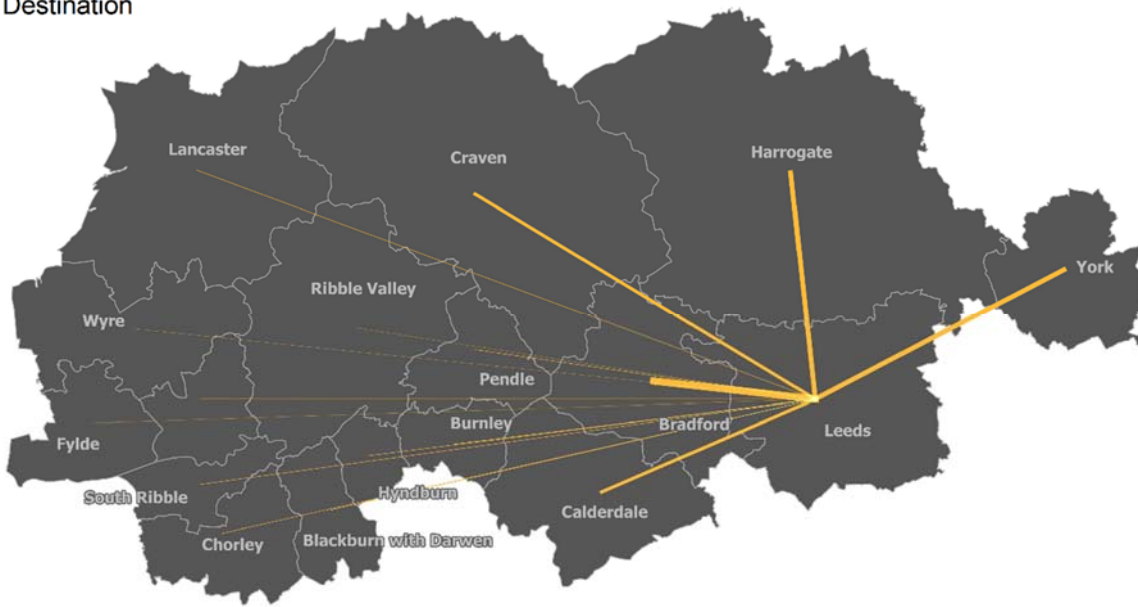 Destination
Lancaster
Craven
Harrogate
York
Ribble Valley
Wyre
Pendle
Burnley
Bradford
Leeds
Fylde
South Ribble
Hyndburn
Calderdale
Chorley
Blackburn with Darwen